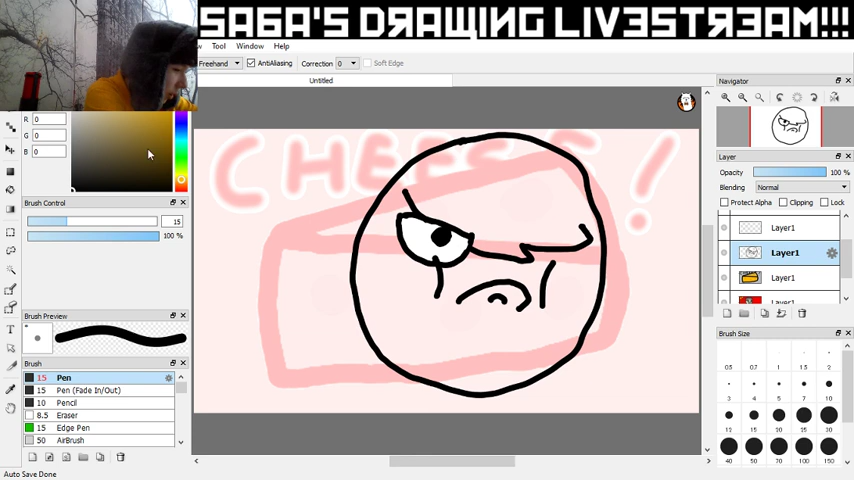 SAGA'S DЯAШING LIVESTЯEAM!!!
w Tool Window Help
Freehand AntiAliasing Correction 0 Soft Edge
Untitled
R 0
G 0
B 0
Brush Control
15
100 %
Brush Preview
Brush
15 Pen
15 Pen (Fade In/Out)
10 Pencil
8.5 Eraser
15 Edge Pen
50 AirBrush
Auto Save Done
CHEESE!
Navigator
Layer
Opacity 100 %
Blending Normal
Protect Alpha Clipping Lock
Layer1
Layer1
Layer1
Layer1
Brush Size
0.5 0.7 1 1.5 2
3 4 5 7 10
12 15 20 25 30
40 50 70 100 150